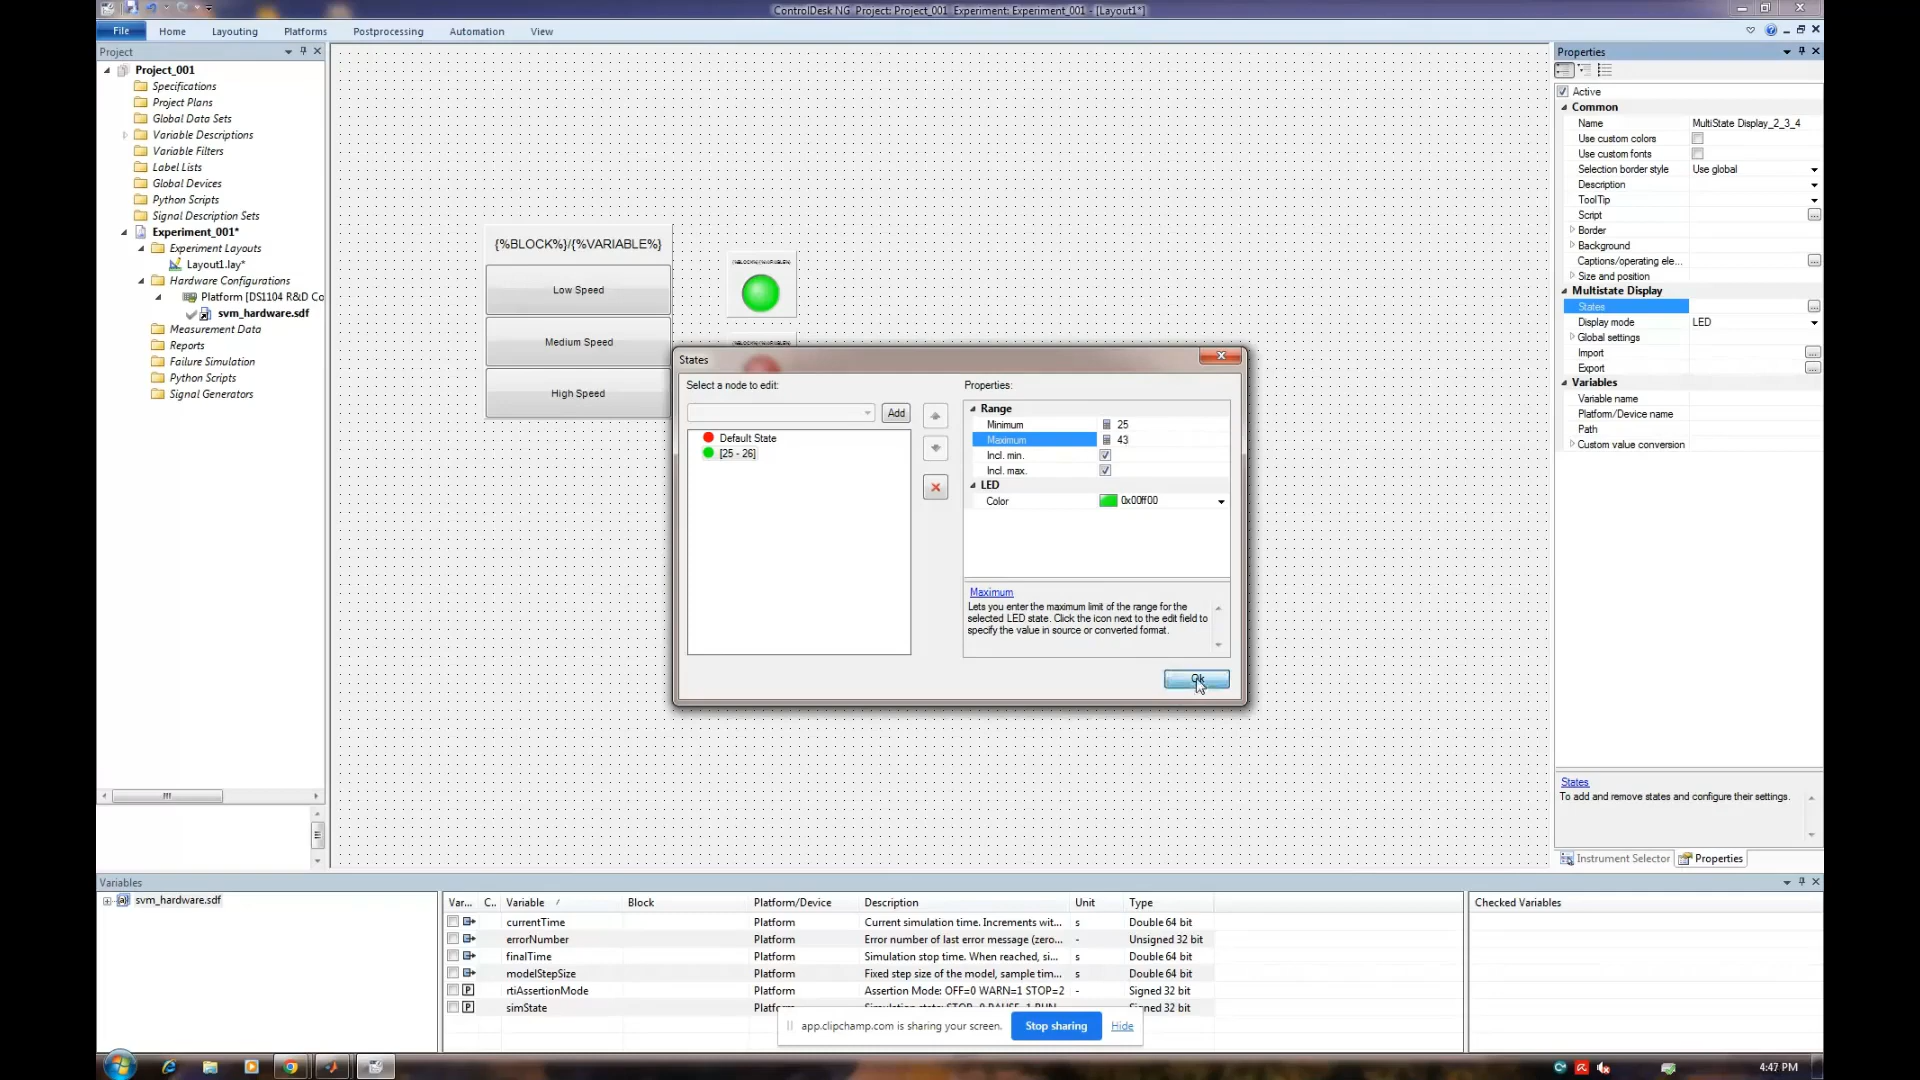 ControlDesk NG Project: Project_001 Experiment: Experiment_001 - [Layout1*]
File Home Layouting Platforms Postprocessing Automation View
Project
Project_001
Specifications
Project Plans
Global Data Sets
Variable Descriptions
Variable Filters
Label Lists
Global Devices
Python Scripts
Signal Description Sets
Experiment_001*
Experiment Layouts
Layout1.lay*
Hardware Configurations
Platform [DS1104 R&D Co
svm_hardware.sdf
Measurement Data
Reports
Failure Simulation
Python Scripts
Signal Generators
{%BLOCK%}/{%VARIABLE%}
Low Speed
Medium Speed
High Speed
States
Select a node to edit:
Add
Default State
[25 - 26]
Properties:
Range
Minimum 25
Maximum 43
Incl. min.
Incl. max.
LED
Color 0x00ff00
Maximum
Lets you enter the maximum limit of the range for the
selected LED state. Click the icon next to the edit field to
specify the value in source or converted format.
Ok
Properties
Active
Common
Name MultiState Display_2_3_4
Use custom colors
Use custom fonts
Selection border style Use global
Description
ToolTip
Script
Border
Background
Captions/operating ele...
Size and position
Multistate Display
States
Display mode LED
Global settings
Import
Export
Variables
Variable name
Platform/Device name
Path
Custom value conversion
States
To add and remove states and configure their settings.
Instrument Selector Properties
Variables
svm_hardware.sdf
Var... C.. Variable Block Platform/Device Description Unit Type
currentTime Platform Current simulation time. Increments wit... s Double 64 bit
errorNumber Platform Error number of last error message (zero... - Unsigned 32 bit
finalTime Platform Simulation stop time. When reached, si... s Double 64 bit
modelStepSize Platform Fixed step size of the model, sample tim... s Double 64 bit
P rtiAssertionMode Platform Assertion Mode: OFF=0 WARN=1 STOP=2 - Signed 32 bit
P simState
Checked Variables
app.clipchamp.com is sharing your screen. Stop sharing Hide
4:47 PM